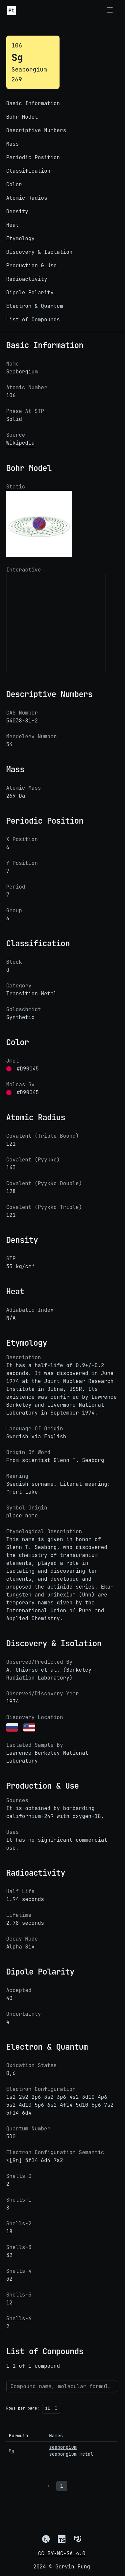 Pt
106
Sg
Seaborgium
269
Basic Information
Bohr Model
Descriptive Numbers
Mass
Periodic Position
Classification
Color
Atomic Radius
Density
Heat
Etymology
Discovery & Isolation
Production & Use
Radioactivity
Dipole Polarity
Electron & Quantum
List of Compounds
Basic Information
Name
Seaborgium
Atomic Number
106
Phase At STP
Solid
Source
Wikipedia
Bohr Model
Static
Interactive
Descriptive Numbers
CAS Number
54038-81-2
Mendeleev Number
54
Mass
Atomic Mass
269 Da
Periodic Position
X Position
6
Y Position
7
Period
7
Group
6
Classification
Block
d
Category
Transition Metal
Goldschmidt
Synthetic
Color
Jmol
#D90045
Molcas Gv
#D90045
Atomic Radius
Covalent (Triple Bound)
121
Covalent (Pyykko)
143
Covalent (Pyykko Double)
128
Covalent (Pyykko Triple)
121
Density
STP
35 kg/cm³
Heat
Adiabatic Index
N/A
Etymology
Description
It has a half-life of 0.9+/-0.2
seconds. It was discovered in June
1974 at the Joint Nuclear Research
Institute in Dubna, USSR. Its
existence was confirmed by Lawrence
Berkeley and Livermore National
Laboratory in September 1974.
Language Of Origin
Swedish via English
Origin Of Word
From scientist Glenn T. Seaborg
Meaning
Swedish surname. Literal meaning:
"Fort Lake
Symbol Origin
place name
Etymological Description
This name is given in honor of
Glenn T. Seaborg, who discovered
the chemistry of transuranium
elements, played a role in
isolating and discovering ten
elements, and developed and
proposed the actinide series. Eka-
tungsten and unihexium (Unh) are
temporary names given by the
International Union of Pure and
Applied Chemistry.
Discovery & Isolation
Observed/Predicted By
A. Ghiorso et al. (Berkeley
Radiation Laboratory)
Observed/Discovery Year
1974
Discovery Location
Isolated Sample By
Lawrence Berkeley National
Laboratory
Production & Use
Sources
It is obtained by bombarding
californium-249 with oxygen-18.
Uses
It has no significant commercial
use.
Radioactivity
Half Life
1.94 seconds
Lifetime
2.78 seconds
Decay Mode
Alpha Six
Dipole Polarity
Accepted
40
Uncertainty
4
Electron & Quantum
Oxidation States
0,6
Electron Configuration
1s2 2s2 2p6 3s2 3p6 4s2 3d10 4p6
5s2 4d10 5p6 6s2 4f14 5d10 6p6 7s2
5f14 6d4
Quantum Number
5D0
Electron Configuration Semantic
*[Rn] 5f14 6d4 7s2
Shells-0
2
Shells-1
8
Shells-2
18
Shells-3
32
Shells-4
32
Shells-5
12
Shells-6
2
List of Compounds
1-1 of 1 compound
Compound name, molecular formul…
Rows per page: 10
Formula Names
Sg seaborgium
seaborgium metal
1
CC BY-NC-SA 4.0
2024 © Gervin Fung